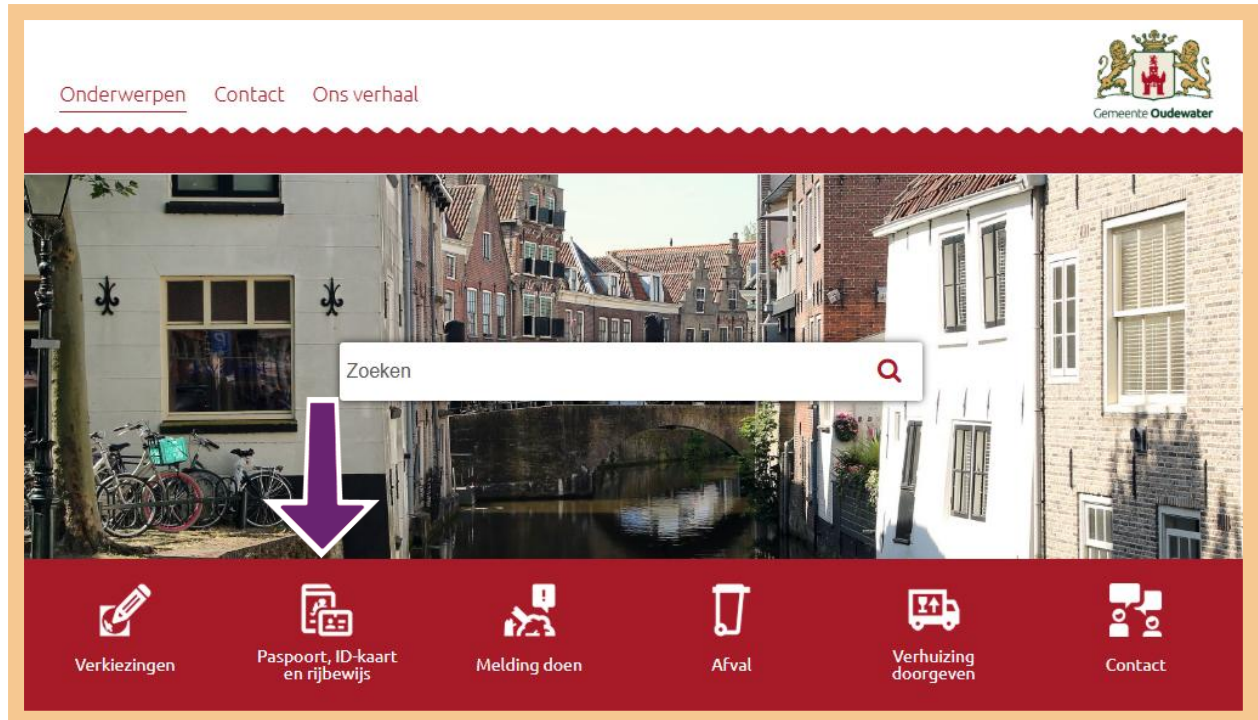 Onderwerpen Contact Ons verhaal
Gemeente Oudewater
Zoeken
Verkiezingen
Paspoort, ID-kaart
en rijbewijs
Melding doen
Afval
Verhuizing
doorgeven
Contact